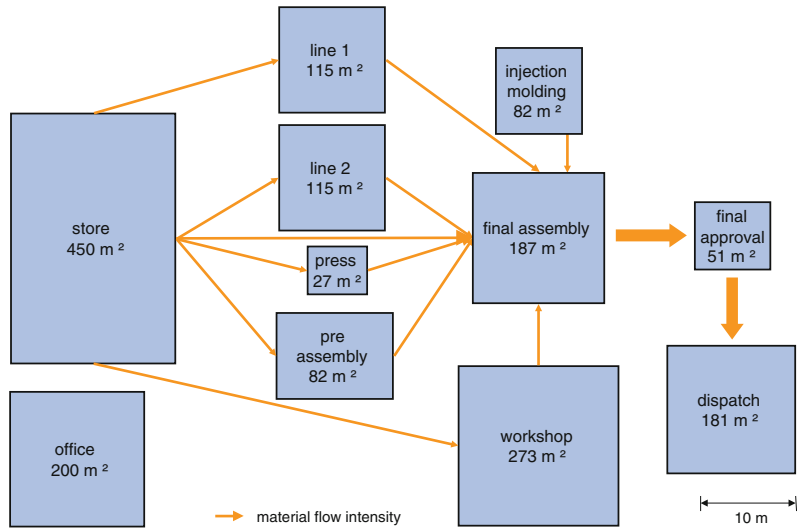 line 1
115 m ²
injection
molding
82 m ²
line 2
115 m ²
store
450 m ²
final assembly
187 m ²
final
approval
51 m ²
press
27 m ²
pre
assembly
82 m ²
office
200 m ²
workshop
273 m ²
dispatch
181 m ²
material flow intensity
10 m